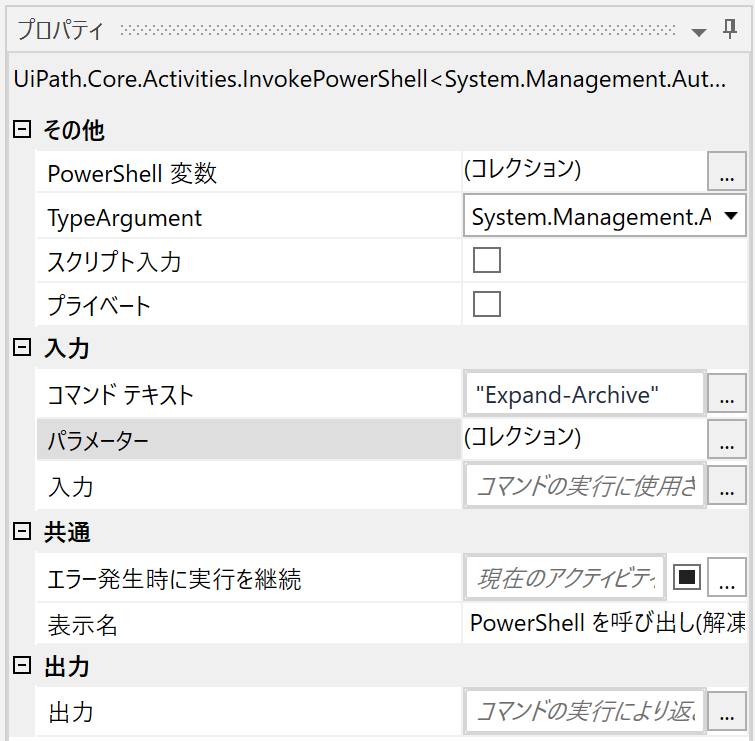 プロパティ
UiPath.Core.Activities.InvokePowerShell<System.Management.Aut...
その他
PowerShell 変数 (コレクション) ...
TypeArgument System.Management.A
スクリプト入力
プライベート
入力
コマンド テキスト "Expand-Archive" ...
パラメーター (コレクション) ...
入力 コマンドの実行に使用さ ...
共通
エラー発生時に実行を継続 現在のアクティビティ ...
表示名 PowerShell を呼び出し(解凍
出力
出力 コマンドの実行により返 ...